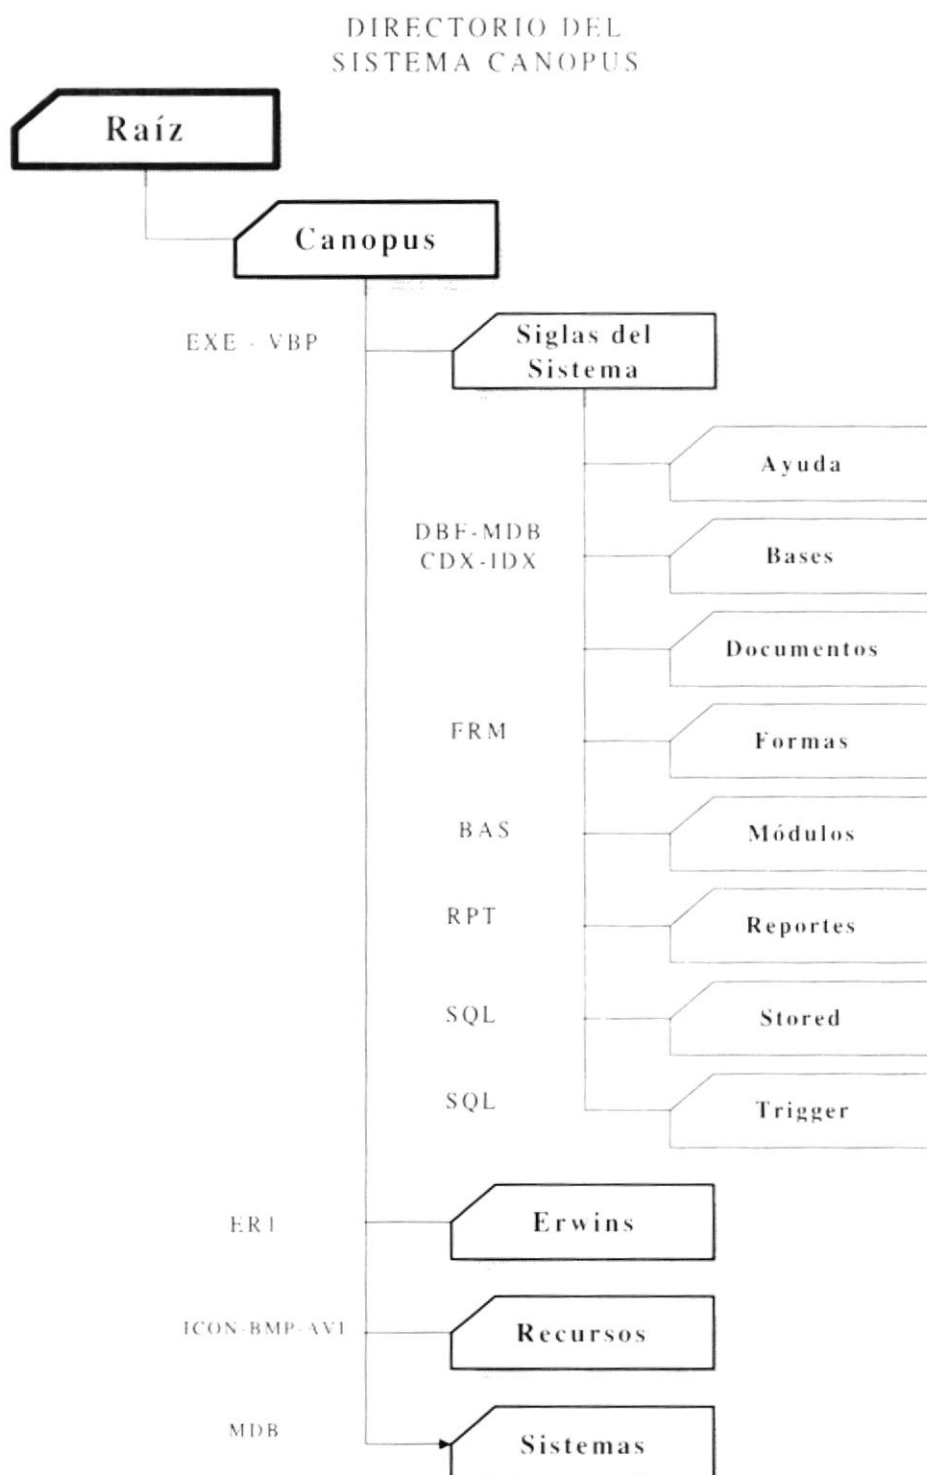 DIRECTORIO DEL
SISTEMA CANOPUS
Raíz
Canopus
EXE - VBP
Siglas del
Sistema
Ayuda
DBF-MDB
CDX-IDX
Bases
Documentos
FRM
Formas
BAS
Módulos
RPT
Reportes
SQL
Stored
SQL
Trigger
ER1
Erwins
ICON-BMP-AVI
Recursos
MDB
Sistemas